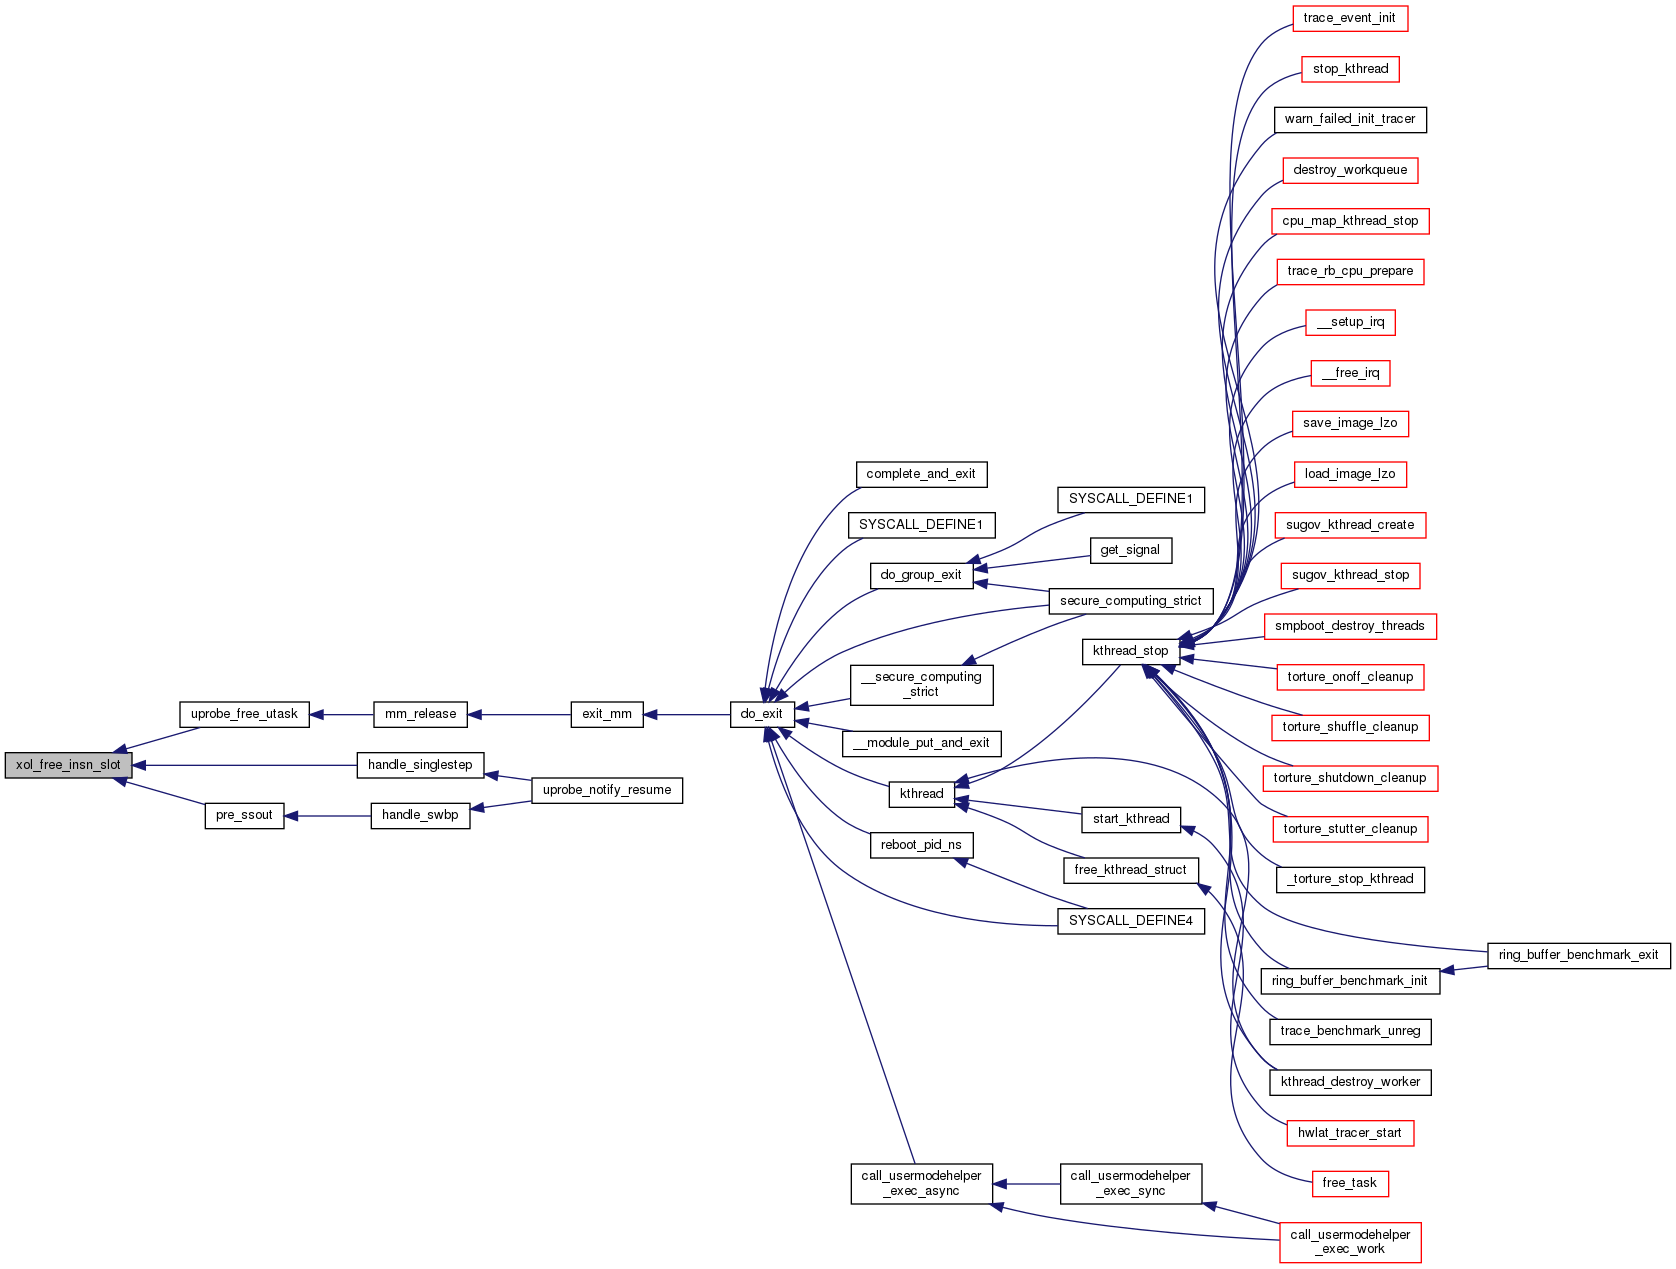 trace_event_init
stop_kthread
warn_failed_init_tracer
destroy_workqueue
cpu_map_kthread_stop
trace_rb_cpu_prepare
__setup_irq
__free_irq
save_image_lzo
load_image_lzo
sugov_kthread_create
sugov_kthread_stop
smpboot_destroy_threads
torture_onoff_cleanup
torture_shuffle_cleanup
torture_shutdown_cleanup
torture_stutter_cleanup
_torture_stop_kthread
ring_buffer_benchmark_exit
ring_buffer_benchmark_init
trace_benchmark_unreg
kthread_destroy_worker
hwlat_tracer_start
free_task
call_usermodehelper
_exec_work
complete_and_exit
SYSCALL_DEFINE1
do_group_exit
SYSCALL_DEFINE1
get_signal
secure_computing_strict
__secure_computing
_strict
kthread_stop
do_exit
__module_put_and_exit
kthread
start_kthread
free_kthread_struct
reboot_pid_ns
SYSCALL_DEFINE4
call_usermodehelper
_exec_async
call_usermodehelper
_exec_sync
uprobe_free_utask
mm_release
exit_mm
xol_free_insn_slot
handle_singlestep
uprobe_notify_resume
pre_ssout
handle_swbp